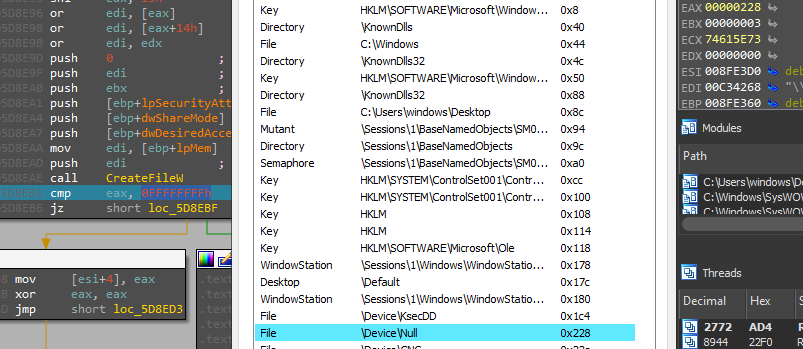 5D8E98 or edi, [eax]
5D8E9A or edi, [eax+14h]
or edi, edx
5D8E9D push 0 ;
5D8E9F push edi ;
5D8EA0 push ebx ;
5D8EA1 push [ebp+lpSecurityAtt
5D8EA4 push [ebp+dwShareMode]
5D8EA7 push [ebp+dwDesiredAcce
5D8EAA mov edi, [ebp+lpMem]
5D8EAD push edi ;
5D8EAE call CreateFileW
5D8EB3 cmp eax, 0FFFFFFFFh
5D8EB6 jz short loc_5D8EBF
mov [esi+4], eax
xor eax, eax
jmp short loc_5D8ED3
.text
Key HKLM\SOFTWARE\Microsoft\Window... 0x8
Directory \KnownDlls 0x40
File C:\Windows 0x44
Directory \KnownDlls32 0x4c
Key HKLM\SOFTWARE\Microsoft\Window... 0x50
Directory \KnownDlls32 0x88
File C:\Users\windows\Desktop 0x8c
Mutant \Sessions\1\BaseNamedObjects\SM0... 0x94
Directory \Sessions\1\BaseNamedObjects 0x9c
Semaphore \Sessions\1\BaseNamedObjects\SM0... 0xa0
Key HKLM\SYSTEM\ControlSet001\Contr... 0xcc
Key HKLM\SYSTEM\ControlSet001\Contr... 0x100
Key HKLM 0x108
Key HKLM 0x114
Key HKLM\SOFTWARE\Microsoft\Ole 0x118
WindowStation \Sessions\1\Windows\WindowStatio... 0x178
Desktop \Default 0x17c
WindowStation \Sessions\1\Windows\WindowStatio... 0x180
File \Device\KsecDD 0x1c4
File \Device\Null 0x228
File \Device\CNG
EAX 00000228
EBX 00000003
ECX 74615E73
EDX 00000000
ESI 008FE3D0 deb
EDI 00C34268 "\\
EBP 008FE360 deb
Modules
Path
C:\Users\windows\De
C:\Windows\SysWO
C:\Windows\SysWO
Threads
Decimal Hex S
2772 AD4 R
8944 22F0 R